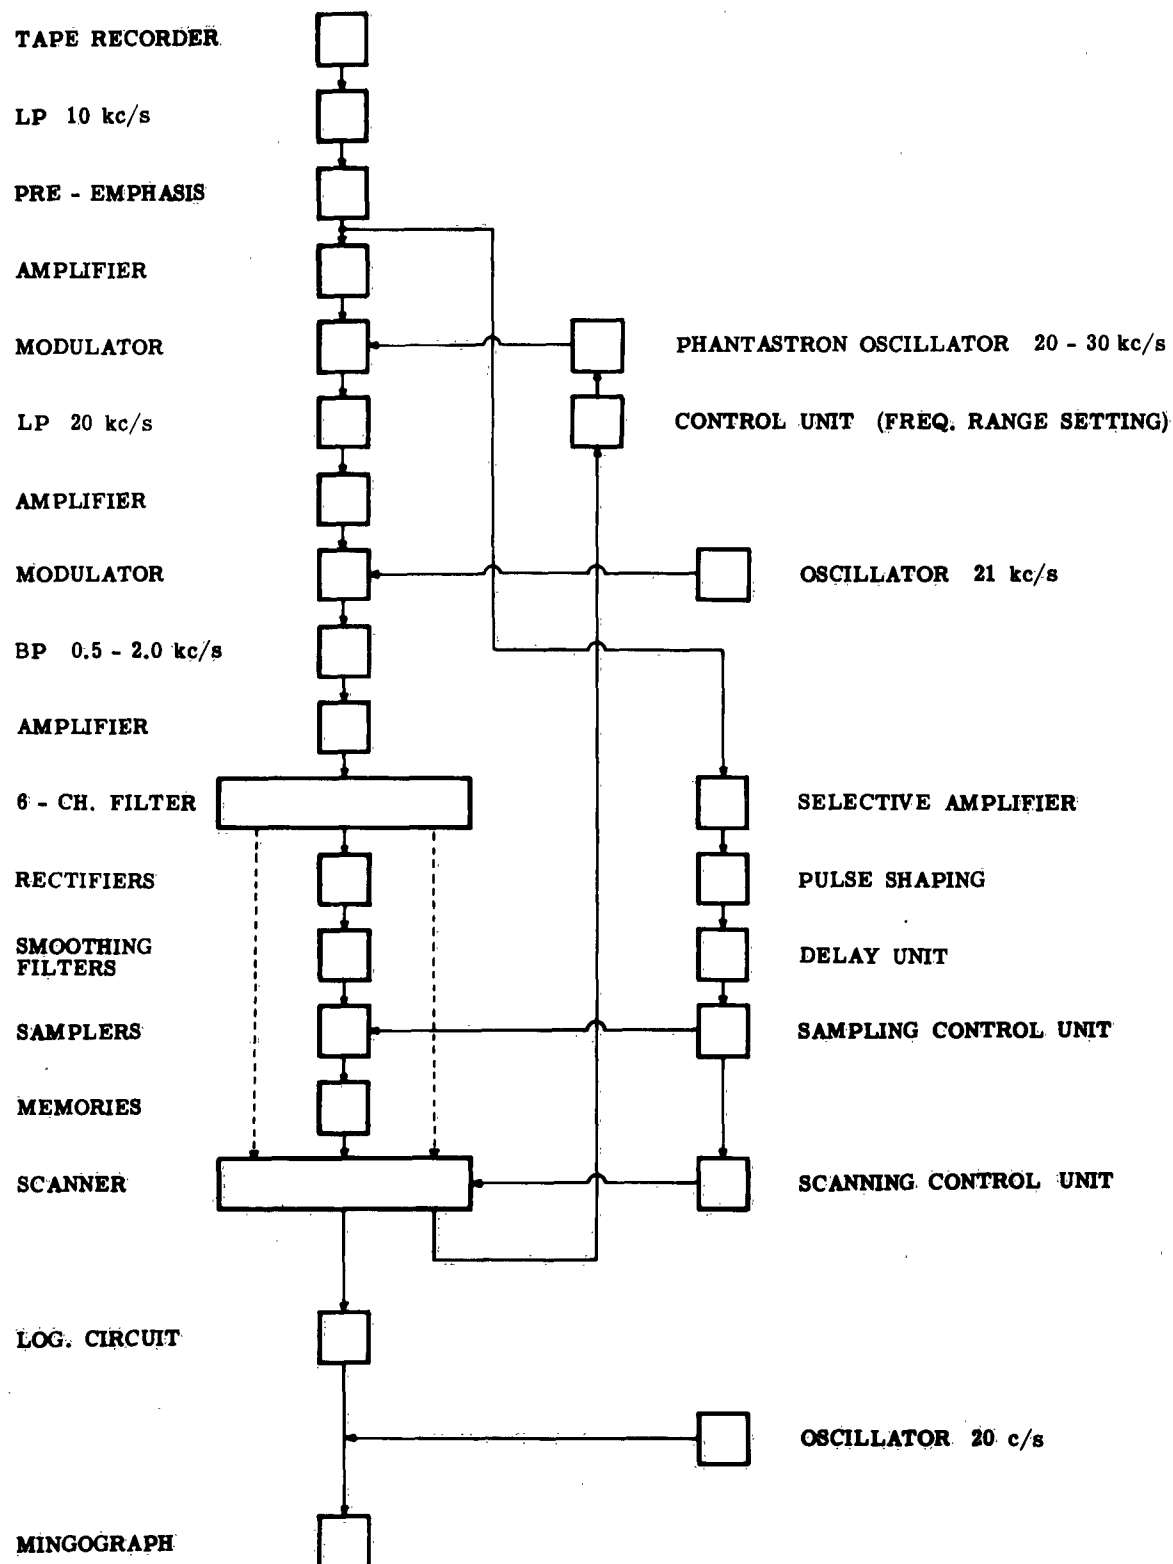 TAPE RECORDER
LP 10 kc/s
PRE - EMPHASIS
AMPLIFIER
MODULATOR
PHANTASTRON OSCILLATOR 20 - 30 kc/s
LP 20 kc/s
CONTROL UNIT (FREQ. RANGE SETTING)
AMPLIFIER
MODULATOR
OSCILLATOR 21 kc/s
BP 0.5 - 2.0 kc/s
AMPLIFIER
6 - CH. FILTER
SELECTIVE AMPLIFIER
RECTIFIERS
PULSE SHAPING
SMOOTHING
FILTERS
DELAY UNIT
SAMPLERS
SAMPLING CONTROL UNIT
MEMORIES
SCANNER
SCANNING CONTROL UNIT
LOG. CIRCUIT
OSCILLATOR 20 c/s
MINGOGRAPH